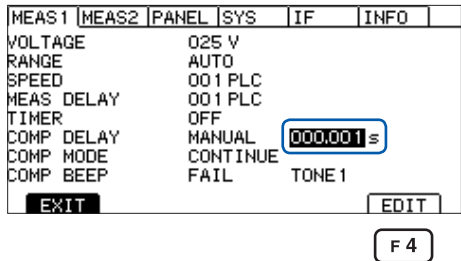 MEAS1 MEAS2 PANEL SYS IF INFO
VOLTAGE 025 V
RANGE AUTO
SPEED 001 PLC
MEAS DELAY 001 PLC
TIMER OFF
COMP DELAY MANUAL 000.001 s
COMP MODE CONTINUE
COMP BEEP FAIL TONE1
EXIT EDIT
F4